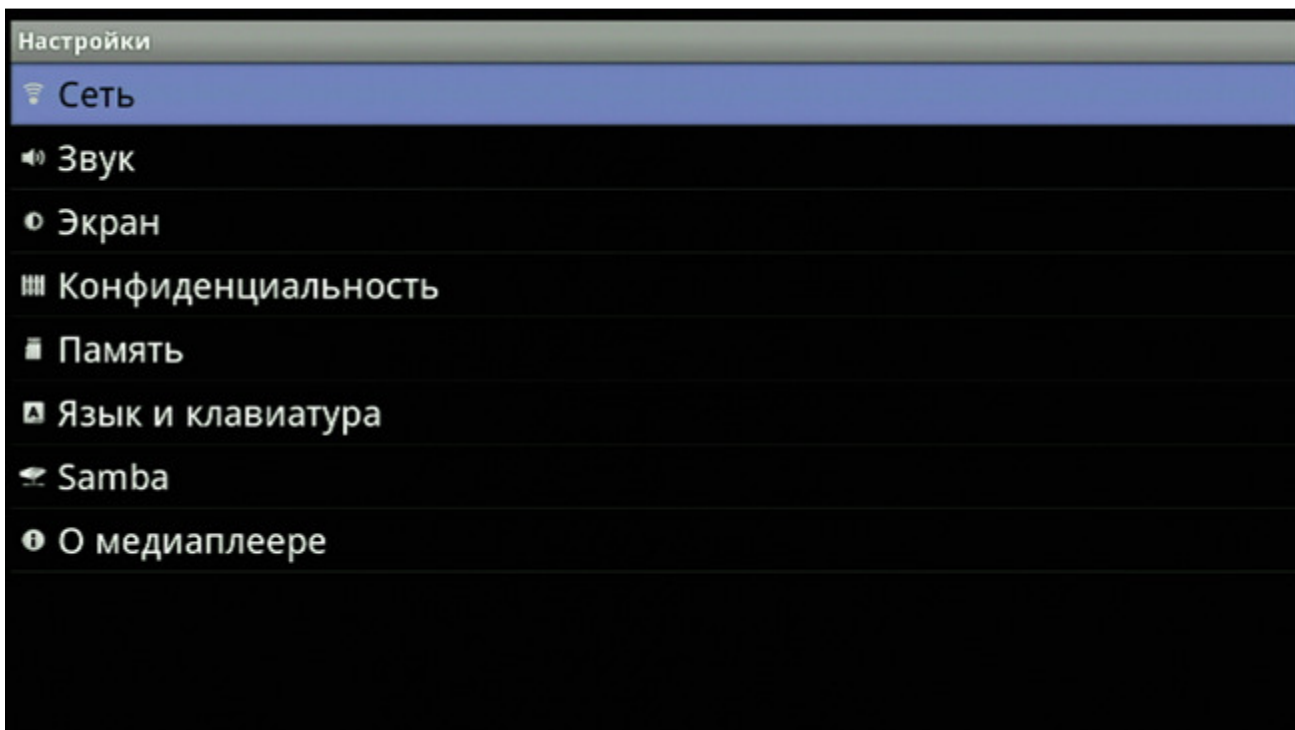 Настройки
Сеть
Звук
Экран
Конфиденциальность
Память
Язык и клавиатура
Samba
О медиаплеере